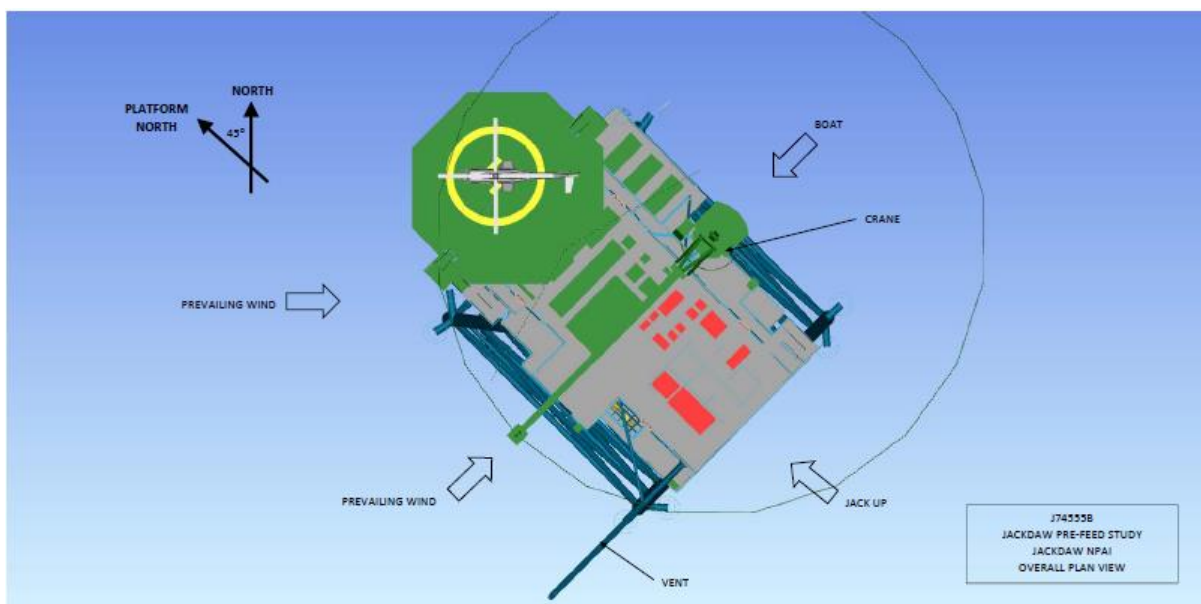 NORTH
PLATFORM
NORTH
45°
BOAT
CRANE
PREVAILING WIND
PREVAILING WIND
JACK UP
VENT
J74555B
JACKDAW PRE-FEED STUDY
JACKDAW NPAI
OVERALL PLAN VIEW